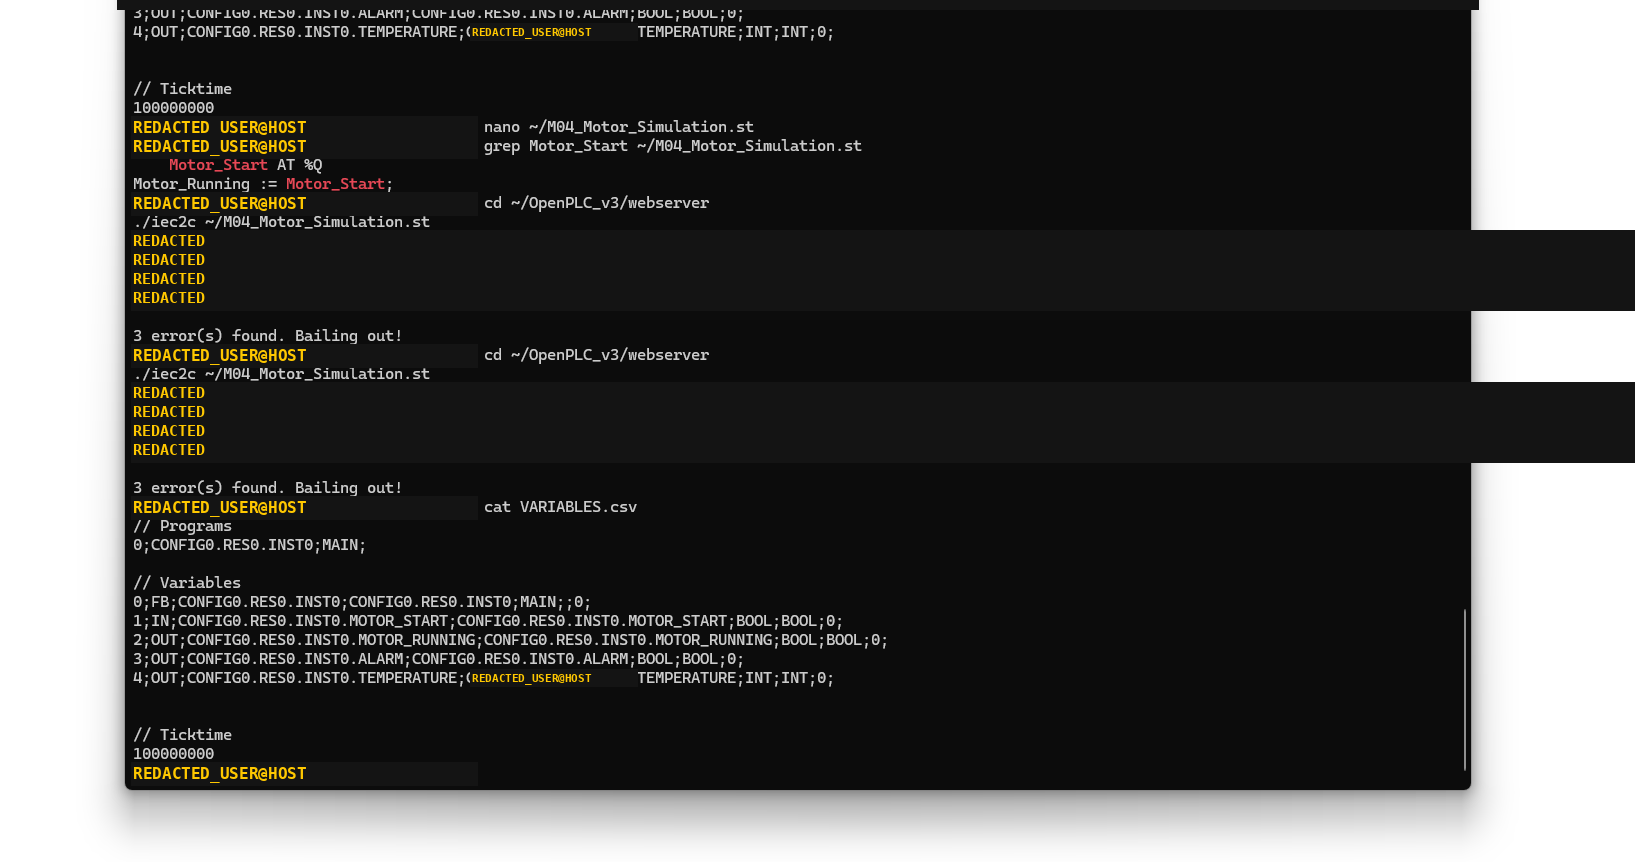 3;OUT;CONFIG0.RES0.INST0.ALARM;CONFIG0.RES0.INST0.ALARM;BOOL;BOOL;0;
4;OUT;CONFIG0.RES0.INST0.TEMPERATURE;(REDACTED_USER@HOST TEMPERATURE;INT;INT;0;
// Ticktime
100000000
REDACTED_USER@HOST nano ~/M04_Motor_Simulation.st
REDACTED_USER@HOST grep Motor_Start ~/M04_Motor_Simulation.st
Motor_Start AT %Q
Motor_Running := Motor_Start;
REDACTED_USER@HOST cd ~/OpenPLC_v3/webserver
./iec2c ~/M04_Motor_Simulation.st
REDACTED
REDACTED
REDACTED
REDACTED
3 error(s) found. Bailing out!
REDACTED_USER@HOST cd ~/OpenPLC_v3/webserver
./iec2c ~/M04_Motor_Simulation.st
REDACTED
REDACTED
REDACTED
REDACTED
3 error(s) found. Bailing out!
REDACTED_USER@HOST cat VARIABLES.csv
// Programs
0;CONFIG0.RES0.INST0;MAIN;
// Variables
0;FB;CONFIG0.RES0.INST0;CONFIG0.RES0.INST0;MAIN;;0;
1;IN;CONFIG0.RES0.INST0.MOTOR_START;CONFIG0.RES0.INST0.MOTOR_START;BOOL;BOOL;0;
2;OUT;CONFIG0.RES0.INST0.MOTOR_RUNNING;CONFIG0.RES0.INST0.MOTOR_RUNNING;BOOL;BOOL;0;
3;OUT;CONFIG0.RES0.INST0.ALARM;CONFIG0.RES0.INST0.ALARM;BOOL;BOOL;0;
4;OUT;CONFIG0.RES0.INST0.TEMPERATURE;(REDACTED_USER@HOST TEMPERATURE;INT;INT;0;
// Ticktime
100000000
REDACTED_USER@HOST